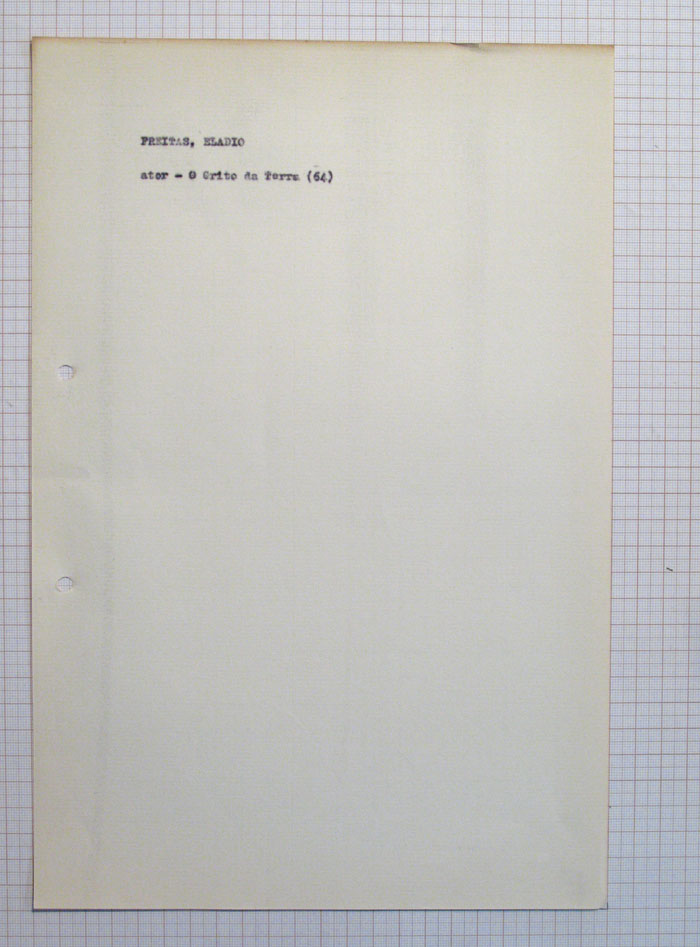 FREITAS, ELADIO
ator - O Grito da Terra (64)